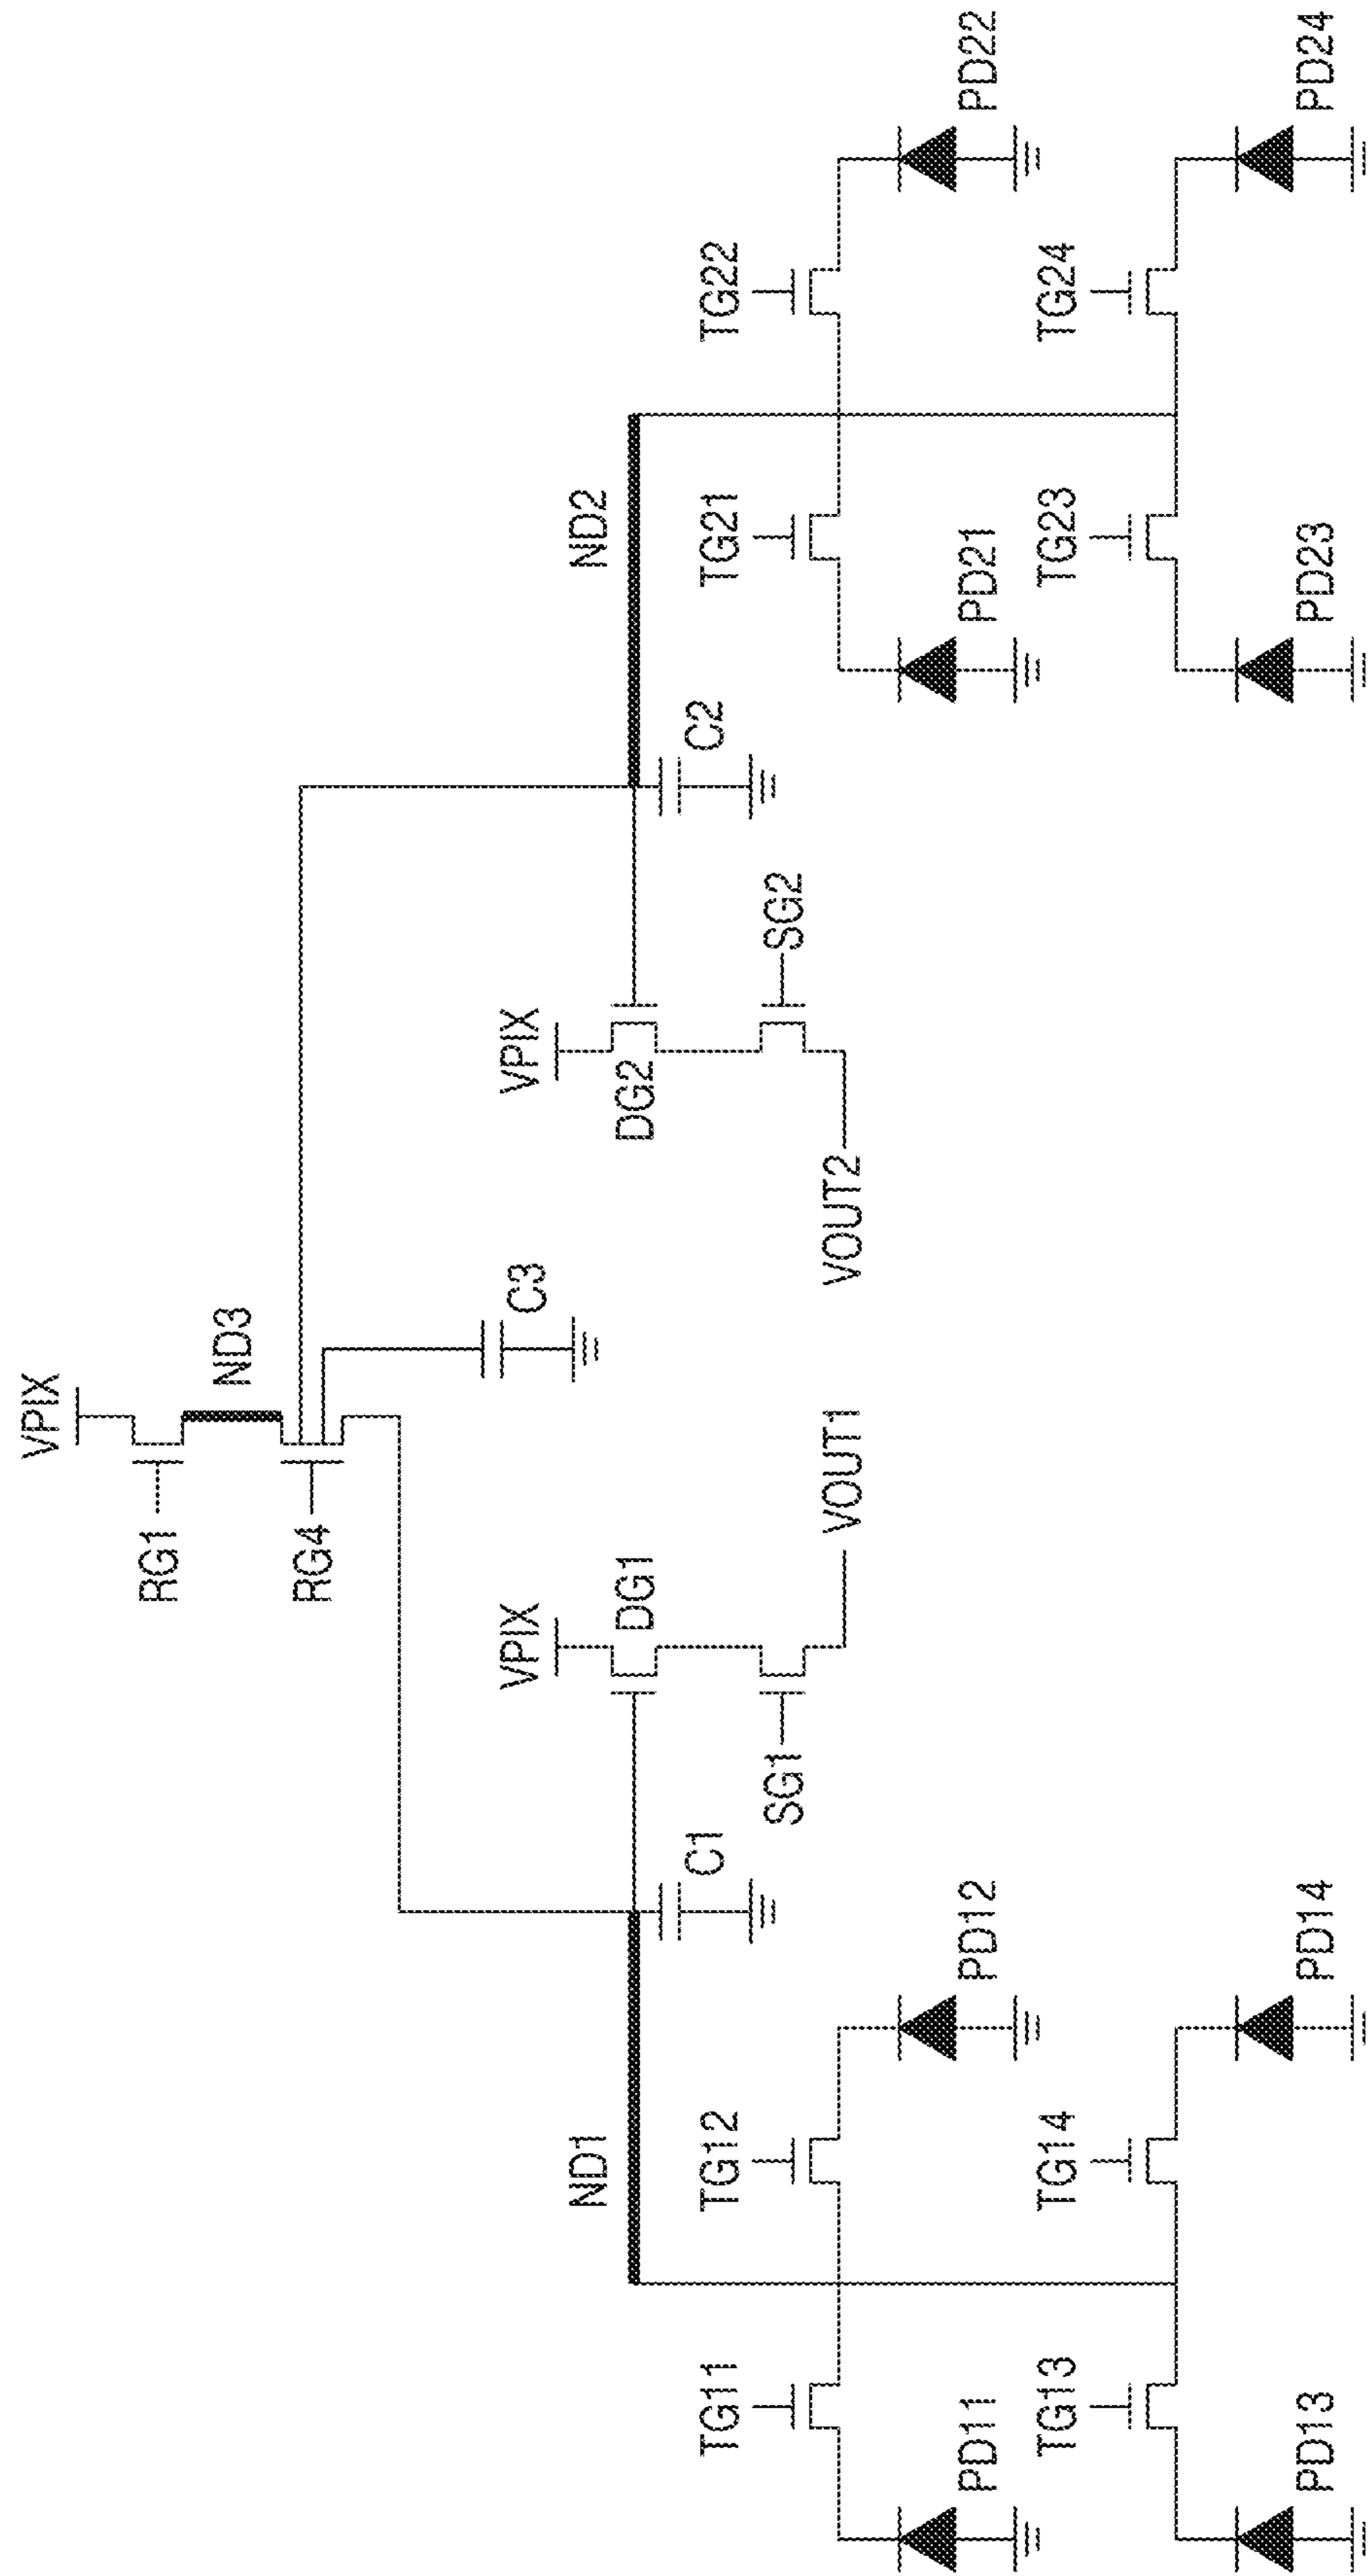 VPIX
RG1
ND3
RG4
C3
VPIX
DG1
VPIX
DG2
ND1
ND2
C1
C2
SG1
SG2
VOUT1
VOUT2
TG11
TG12
TG21
TG22
PD11
PD12
PD21
PD22
TG13
TG14
TG23
TG24
PD13
PD14
PD23
PD24